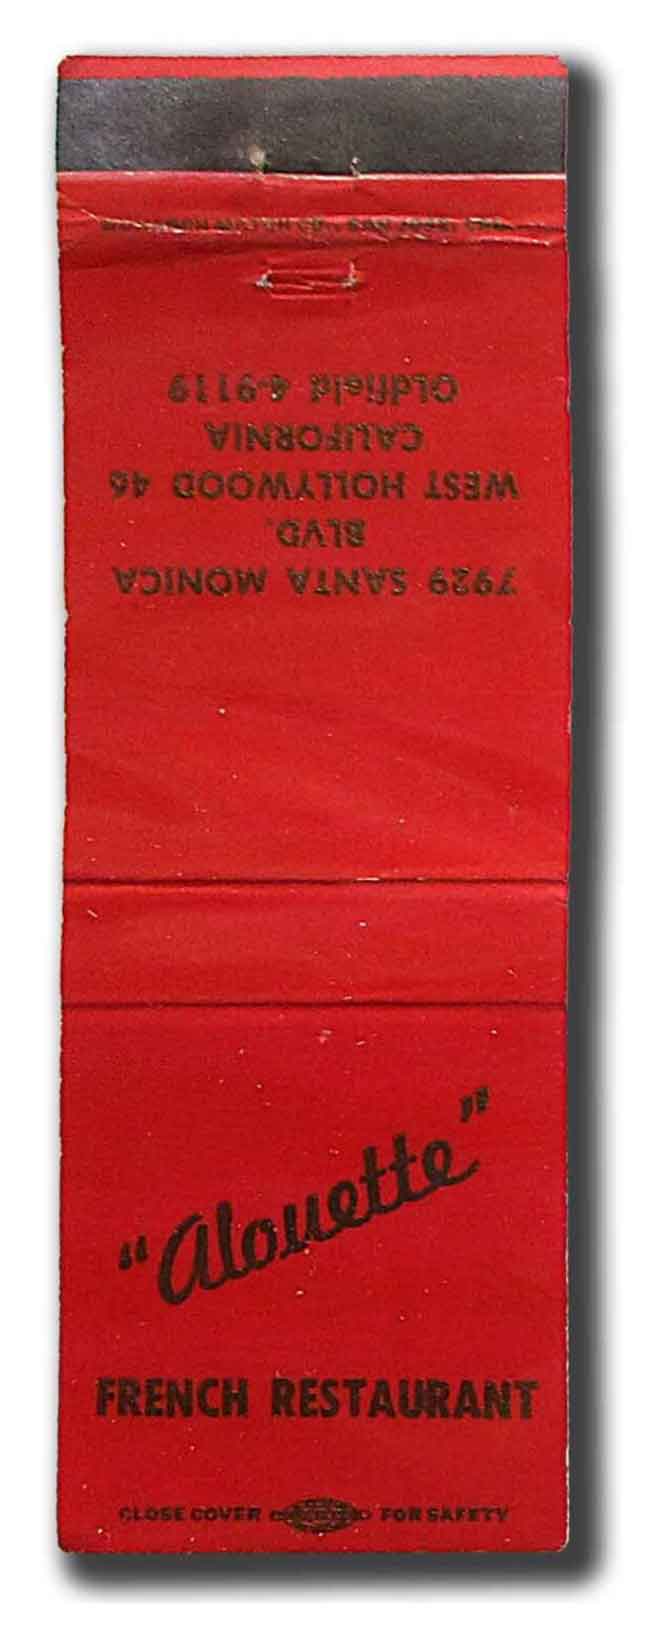 "Alouette"
FRENCH RESTAURANT
CLOSE COVER FOR SAFETY
7929 SANTA MONICA
BLVD.
WEST HOLLYWOOD 46
CALIFORNIA
Oldfield 4-9119